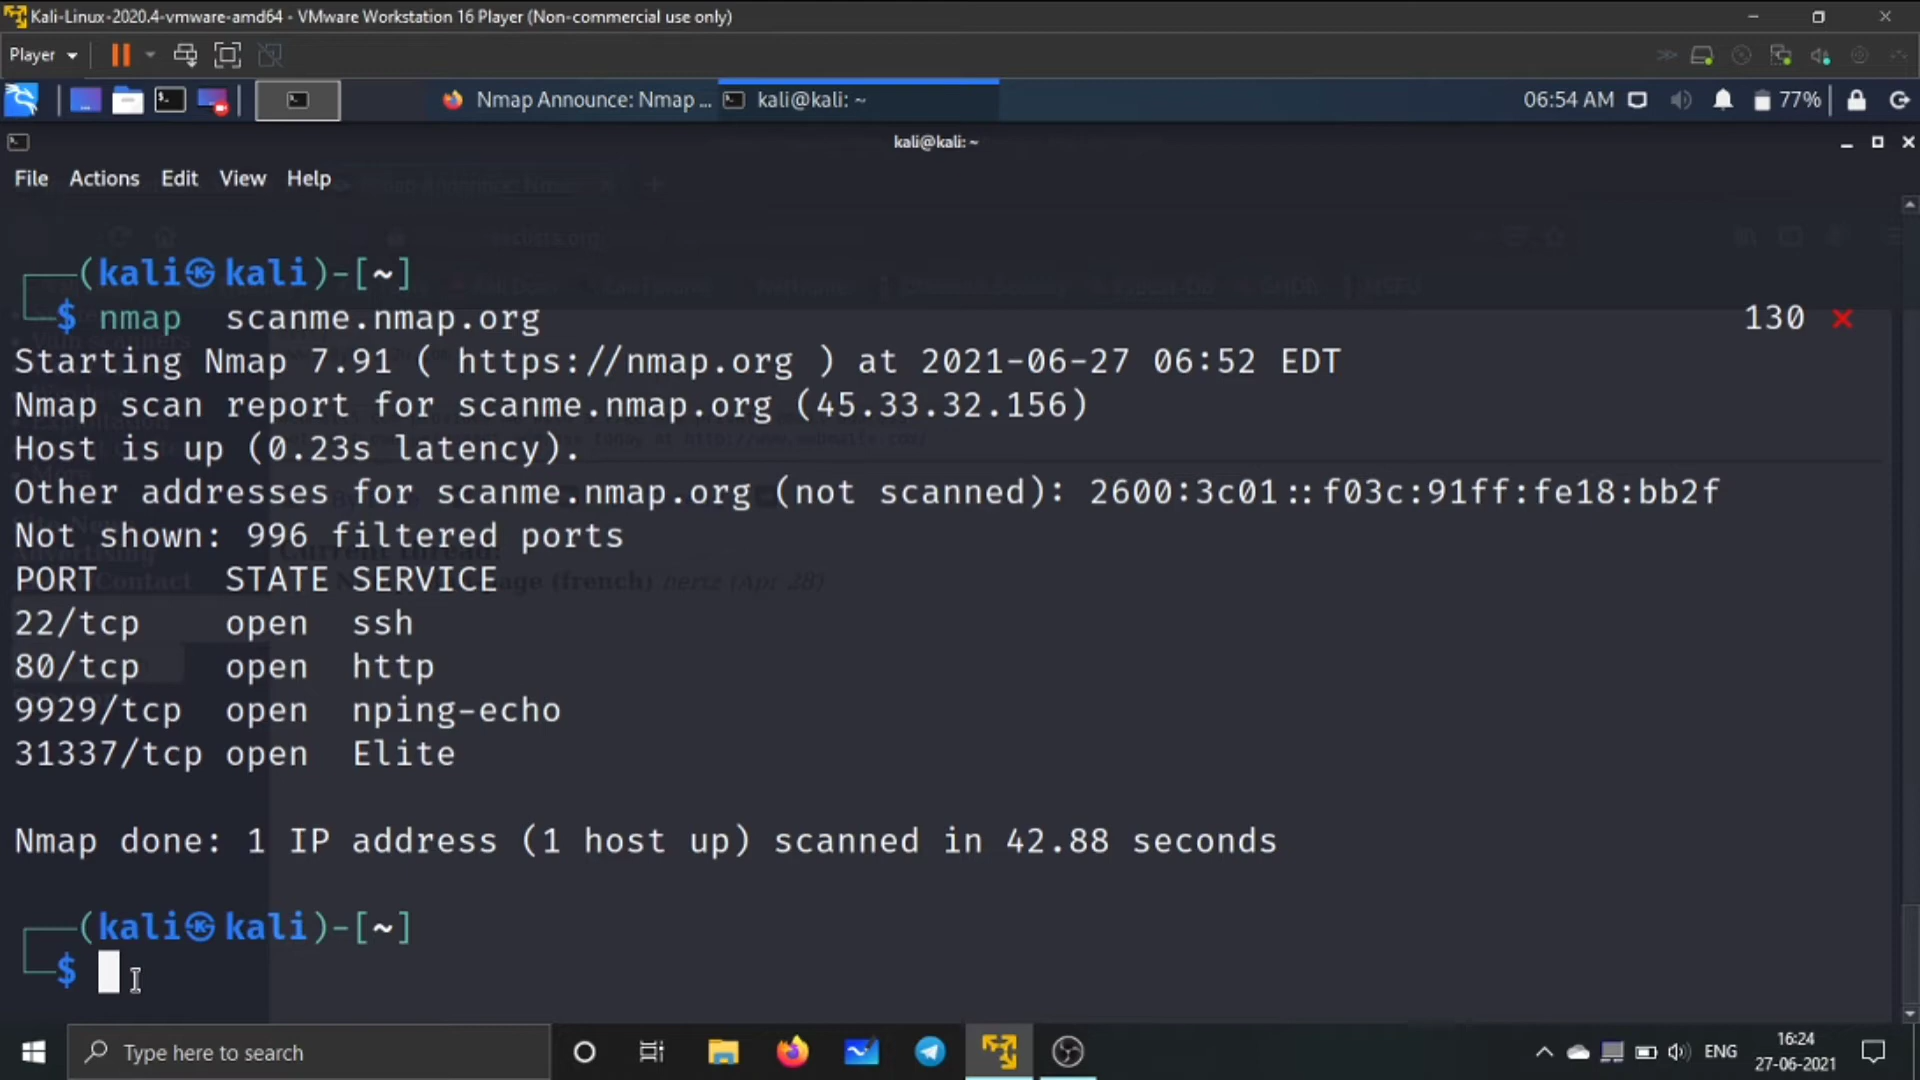 Kali-Linux-2020.4-vmware-amd64 - VMware Workstation 16 Player (Non-commercial use only)
Player
Nmap Announce: Nmap ...
kali@kali: ~
06:54 AM
77%
kali@kali: ~
File Actions Edit View Help
(kali㉿kali)-[~]
$ nmap scanme.nmap.org
130 ⨯
Starting Nmap 7.91 ( https://nmap.org ) at 2021-06-27 06:52 EDT
Nmap scan report for scanme.nmap.org (45.33.32.156)
Host is up (0.23s latency).
Other addresses for scanme.nmap.org (not scanned): 2600:3c01::f03c:91ff:fe18:bb2f
Not shown: 996 filtered ports
PORT STATE SERVICE
22/tcp open ssh
80/tcp open http
9929/tcp open nping-echo
31337/tcp open Elite
Nmap done: 1 IP address (1 host up) scanned in 42.88 seconds
(kali㉿kali)-[~]
$
Type here to search
ENG
16:24
27-06-2021